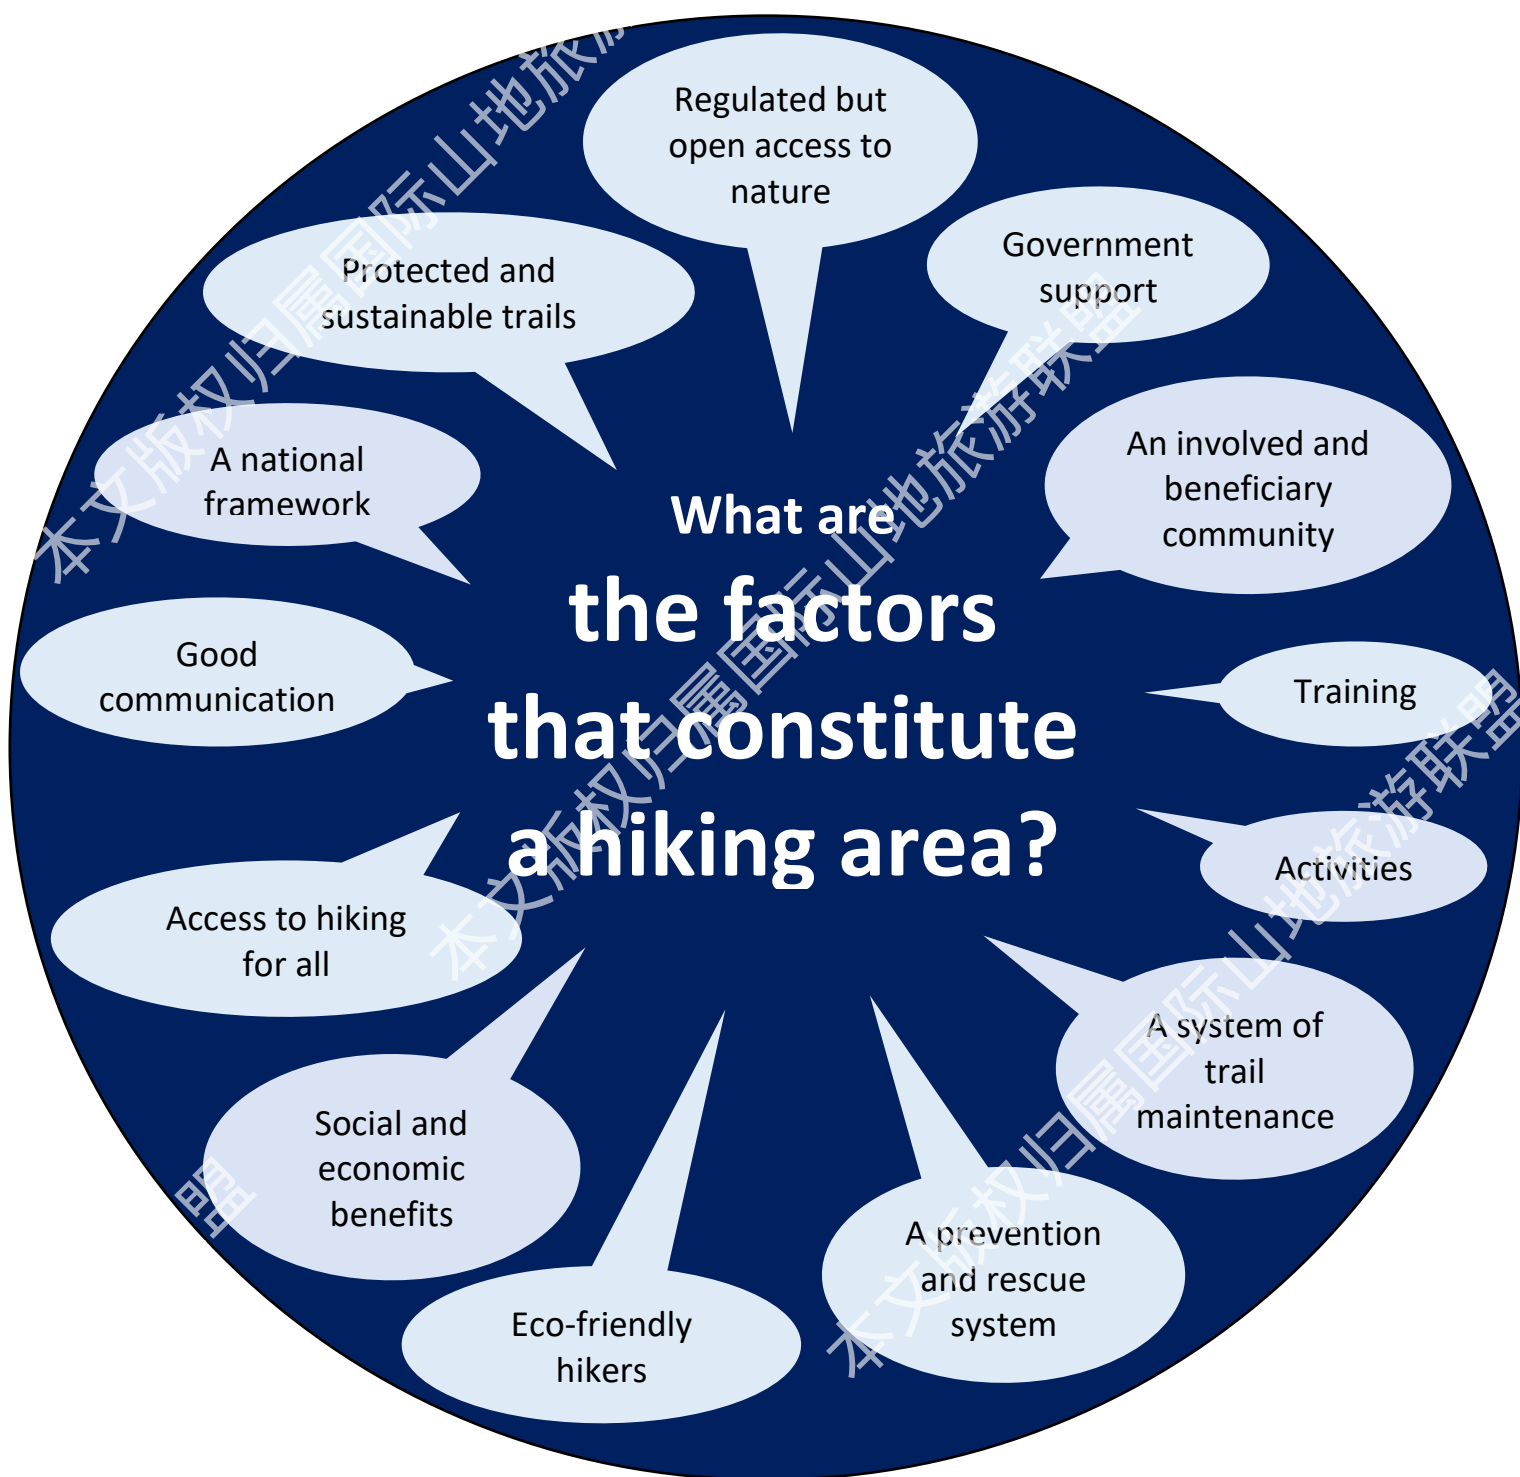 Regulated but
open access to
nature
Government
support
Protected and
sustainable trails
An involved and
beneficiary
community
A national
framework
What are
the factors
that constitute
a hiking area?
Good
communication
Training
Activities
Access to hiking
for all
A system of
trail
maintenance
Social and
economic
benefits
A prevention
and rescue
system
Eco-friendly
hikers
本文版权归属国际山地旅游
本文版权归属国际山地旅游联盟
本文版权归属国际山地旅游联盟
盟